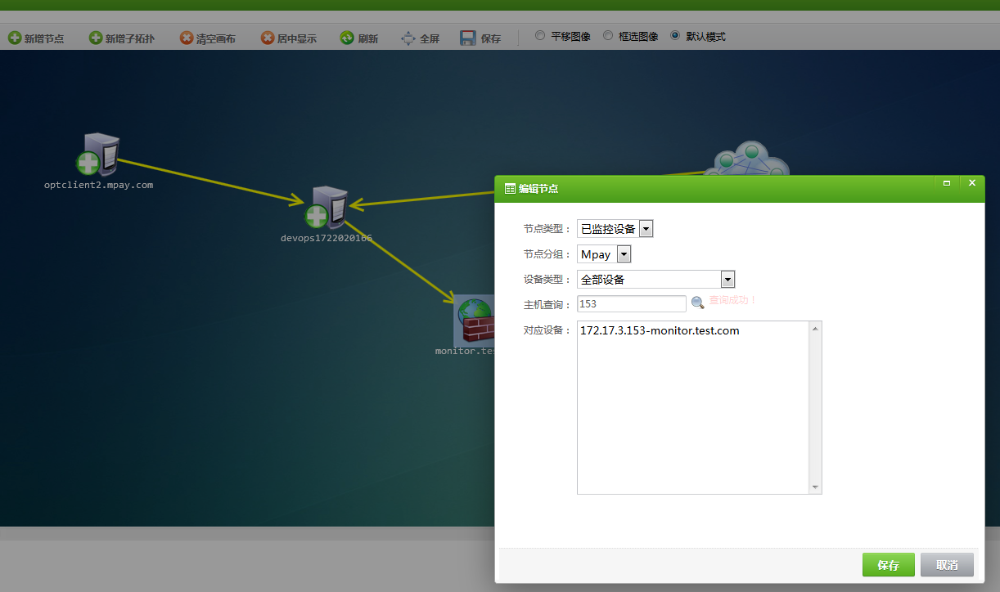 新增节点 新增子拓扑 清空画布 居中显示 刷新 全屏 保存 平移图像 框选图像 默认模式
optclient2.mpay.com
devops1722020166
monitor.tes
编辑节点
节点类型： 已监控设备
节点分组： Mpay
设备类型： 全部设备
主机查询： 153 查询成功！
对应设备： 172.17.3.153-monitor.test.com
保存 取消